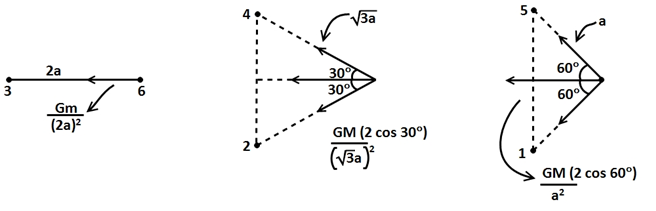 2a
3
6
Gm
(2a)²
4
√3a
30°
30°
2
GM (2 cos 30°)
(√3a)²
5
a
60°
60°
1
GM (2 cos 60°)
a²